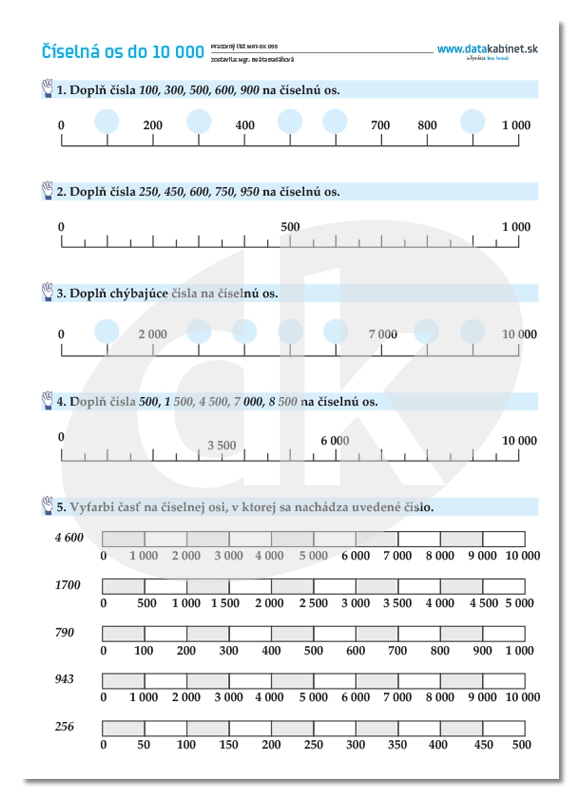 Číselná os do 10 000
zostavila: Mgr. Beáta Badáňová
www.datakabinet.sk
1. Doplň čísla 100, 300, 500, 600, 900 na číselnú os.
0 200 400 700 800 1 000
2. Doplň čísla 250, 450, 600, 750, 950 na číselnú os.
0 500 1 000
3. Doplň chýbajúce čísla na číselnú os.
0 2 000 7 000 10 000
4. Doplň čísla 500, 1 500, 4 500, 7 000, 8 500 na číselnú os.
0 3 500 6 000 10 000
5. Vyfarbi časť na číselnej osi, v ktorej sa nachádza uvedené číslo.
4 600
0 1 000 2 000 3 000 4 000 5 000 6 000 7 000 8 000 9 000 10 000
1700
0 500 1 000 1 500 2 000 2 500 3 000 3 500 4 000 4 500 5 000
790
0 100 200 300 400 500 600 700 800 900 1 000
943
0 1 000 2 000 3 000 4 000 5 000 6 000 7 000 8 000 9 000 10 000
256
0 50 100 150 200 250 300 350 400 450 500
dk